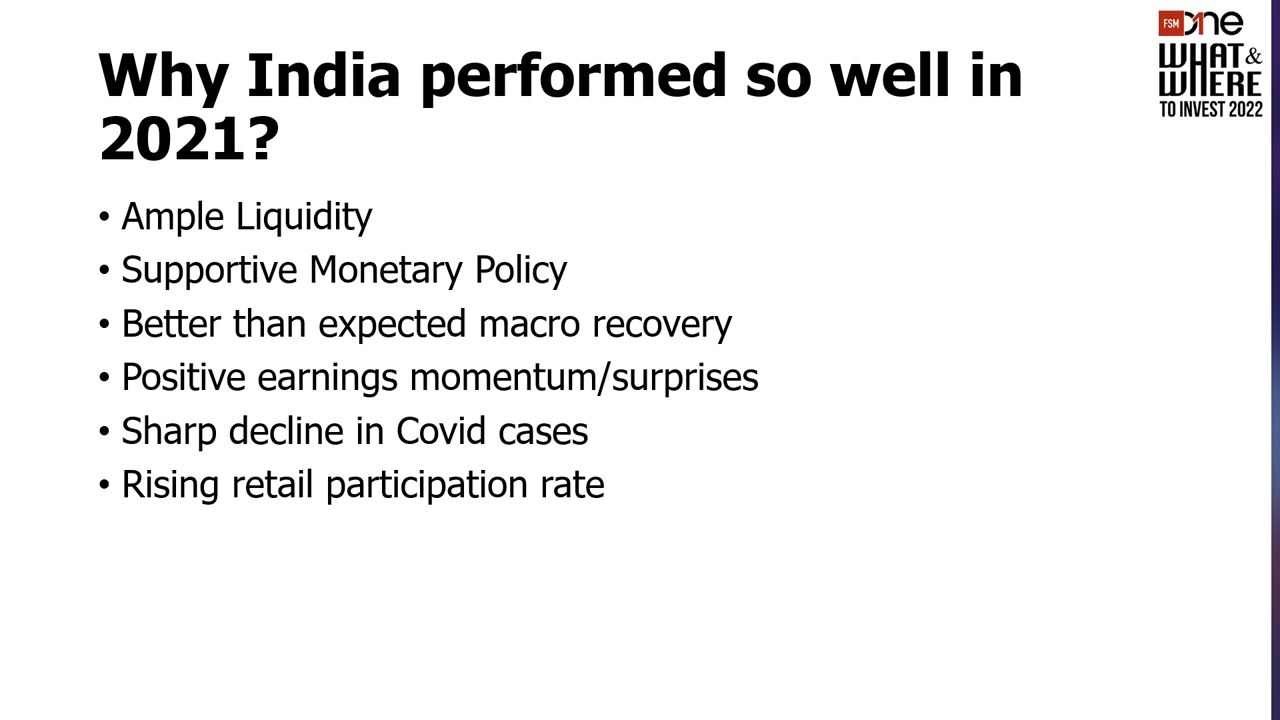 Why India performed so well in
2021?
• Ample Liquidity
• Supportive Monetary Policy
• Better than expected macro recovery
• Positive earnings momentum/surprises
• Sharp decline in Covid cases
• Rising retail participation rate
FSM One
WHAT &
WHERE
TO INVEST 2022